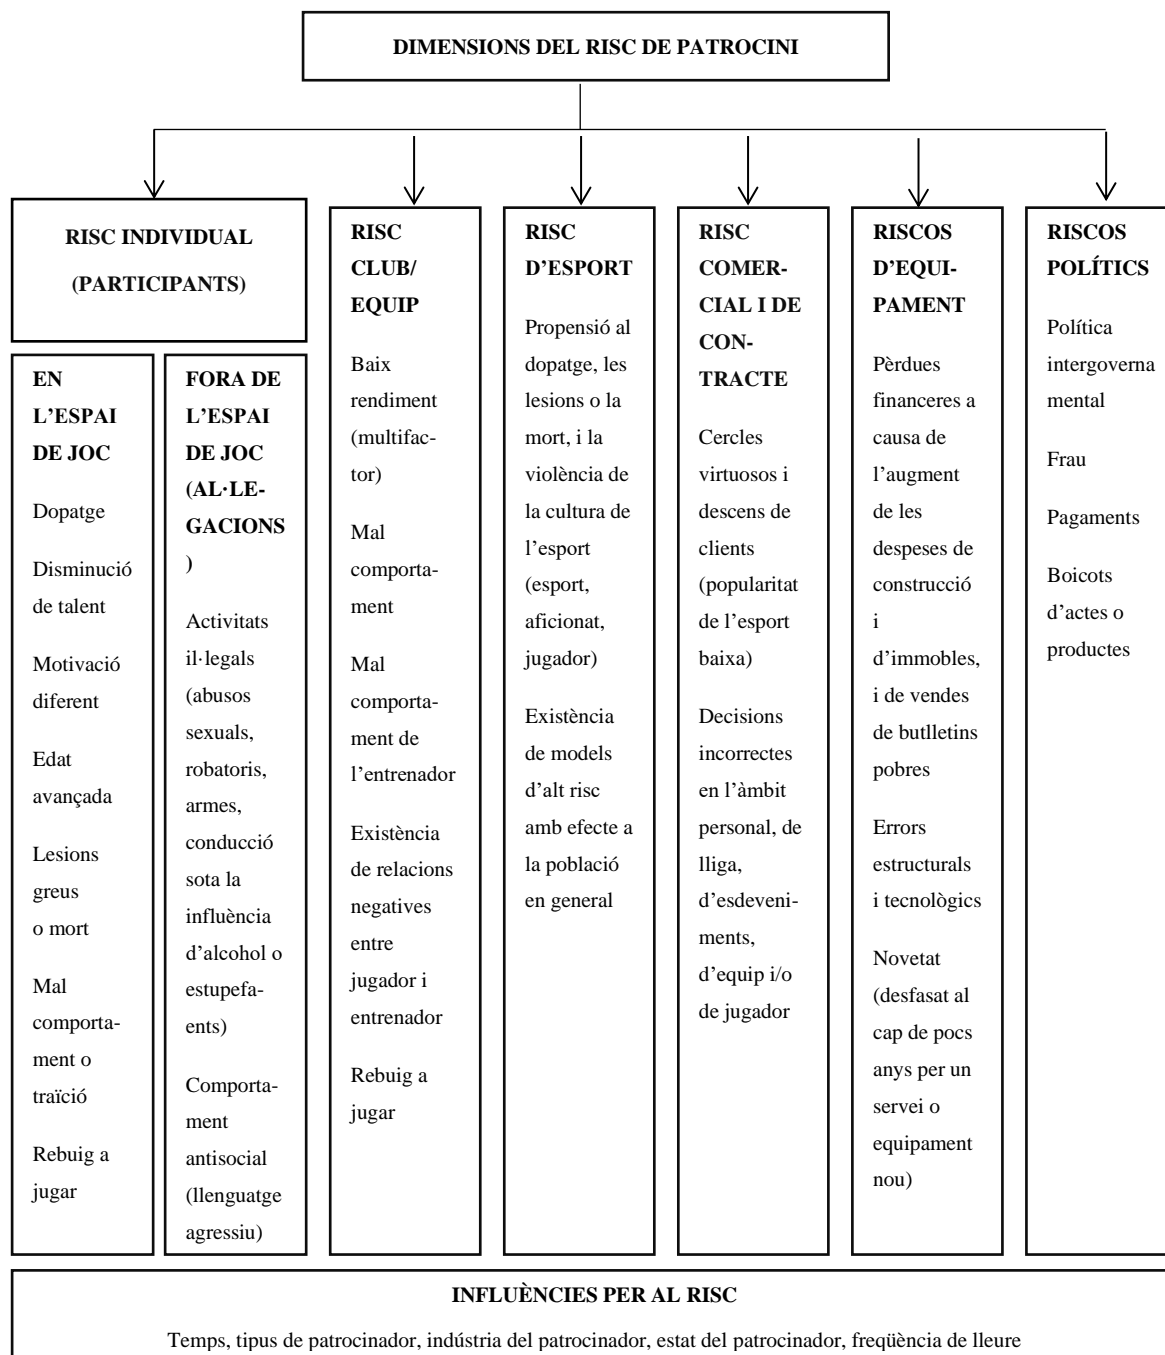 DIMENSIONS DEL RISC DE PATROCINI
RISC INDIVIDUAL
(PARTICIPANTS)
EN
L’ESPAI
DE JOC
Dopatge
Disminució
de talent
Motivació
diferent
Edat
avançada
Lesions
greus
o mort
Mal
comporta-
ment o
traïció
Rebuig a
jugar
FORA DE
L’ESPAI
DE JOC
(AL·LE-
GACIONS
)
Activitats
il·legals
(abusos
sexuals,
robatoris,
armes,
conducció
sota la
influència
d’alcohol o
estupefa-
ents)
Comporta-
ment
antisocial
(llenguatge
agressiu)
RISC
CLUB/
EQUIP
Baix
rendiment
(multifac-
tor)
Mal
comporta-
ment
Mal
comporta-
ment de
l’entrenador
Existència
de relacions
negatives
entre
jugador i
entrenador
Rebuig a
jugar
RISC
D’ESPORT
Propensió al
dopatge, les
lesions o la
mort, i la
violència de
la cultura de
l’esport
(esport,
aficionat,
jugador)
Existència
de models
d’alt risc
amb efecte a
la població
en general
RISC
COMER-
CIAL I DE
CON-
TRACTE
Cercles
virtuosos i
descens de
clients
(popularitat
de l’esport
baixa)
Decisions
incorrectes
en l’àmbit
personal, de
lliga,
d’esdeveni-
ments,
d’equip i/o
de jugador
RISCOS
D’EQUI-
PAMENT
Pèrdues
financeres a
causa de
l’augment
de les
despeses de
construcció
i
d’immobles,
i de vendes
de butlletins
pobres
Errors
estructurals
i tecnològics
Novetat
(desfasat al
cap de pocs
anys per un
servei o
equipament
nou)
RISCOS
POLÍTICS
Política
intergoverna
mental
Frau
Pagaments
Boicots
d’actes o
productes
INFLUÈNCIES PER AL RISC
Temps, tipus de patrocinador, indústria del patrocinador, estat del patrocinador, freqüència de lleure